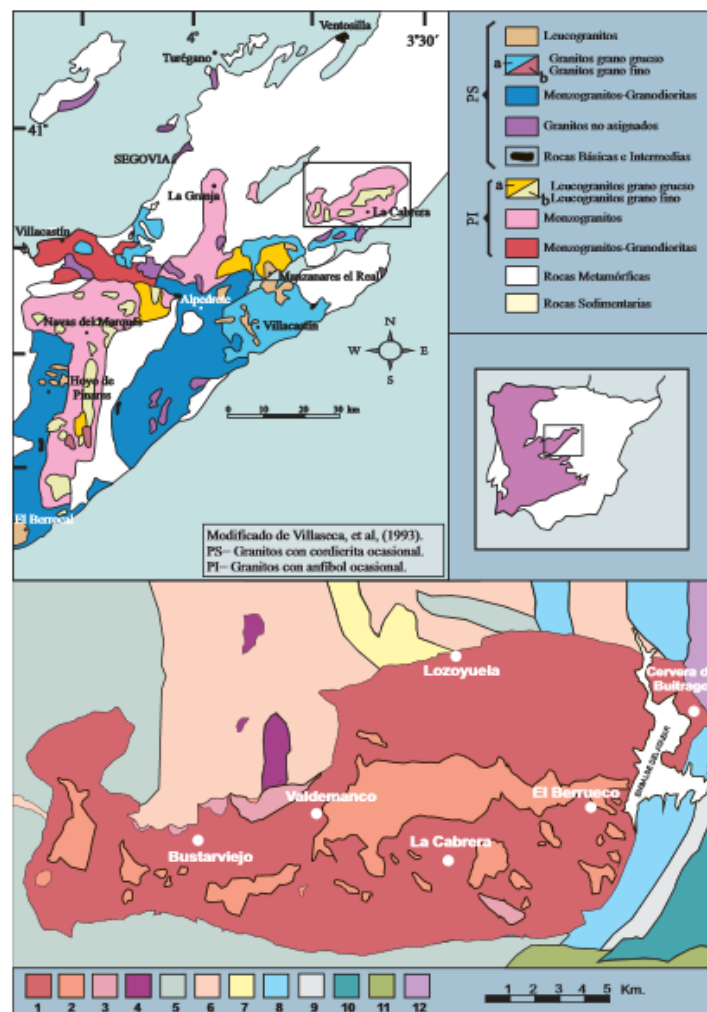 4°
3°30'
Ventosilla
Turégano
41°
SEGOVIA
La Granja
La Cabrera
Villacastín
Manzanares el Real
Alpedrete
Navas del Marqués
Villacastín
N
W E
S
Hoyo de
Pinares
0 10 20 30 km
El Berrocal
Modificado de Villaseca, et al, (1993).
PS= Granitos con cordierita ocasional.
PI= Granitos con anfíbol ocasional.
PS
Leucogranitos
a
b
Granitos grano grueso
Granitos grano fino
Monzogranitos-Granodioritas
Granitos no asignados
Rocas Básicas e Intermedias
PI
a
b
Leucogranitos grano grueso
Leucogranitos grano fino
Monzogranitos
Monzogranitos-Granodioritas
Rocas Metamórficas
Rocas Sedimentarias
Lozoyuela
Cervera de
Buitrago
Valdemanco
El Berrueco
Bustarviejo
La Cabrera
1 2 3 4 5 6 7 8 9 10 11 12
1 2 3 4 5 Km.